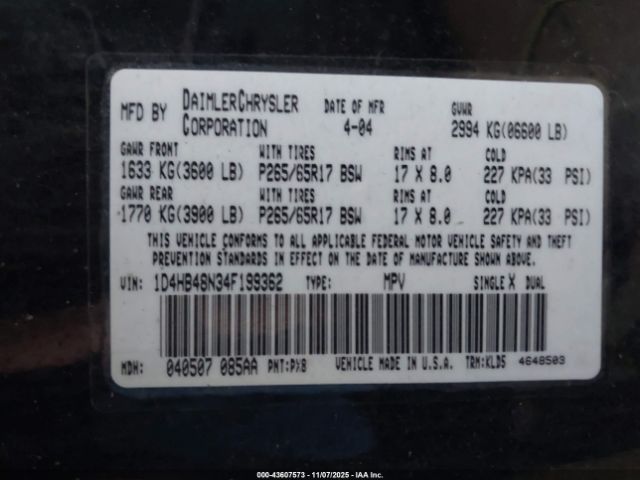 MFD BY DAIMLERCHRYSLER CORPORATION DATE OF MFR 4-04 GVWR 2994 KG(06600 LB)
GAWR FRONT WITH TIRES RIMS AT COLD
1633 KG(3600 LB) P265/65R17 BSW 17 X 8.0 227 KPA(33 PSI)
GAWR REAR WITH TIRES RIMS AT COLD
1770 KG(3900 LB) P265/65R17 BSW 17 X 8.0 227 KPA(33 PSI)
THIS VEHICLE CONFORMS TO ALL APPLICABLE FEDERAL MOTOR VEHICLE SAFETY AND THEFT
PREVENTION STANDARDS IN EFFECT ON THE DATE OF MANUFACTURE SHOWN ABOVE.
VIN: 1D4HB48N34F199362 TYPE: MPV SINGLE X DUAL
MDH: 040507 085AA PNT: VEHICLE MADE IN U.S.A. TRM:KLD5 4648503
000-43607573 - 11/07/2025 - IAA Inc.